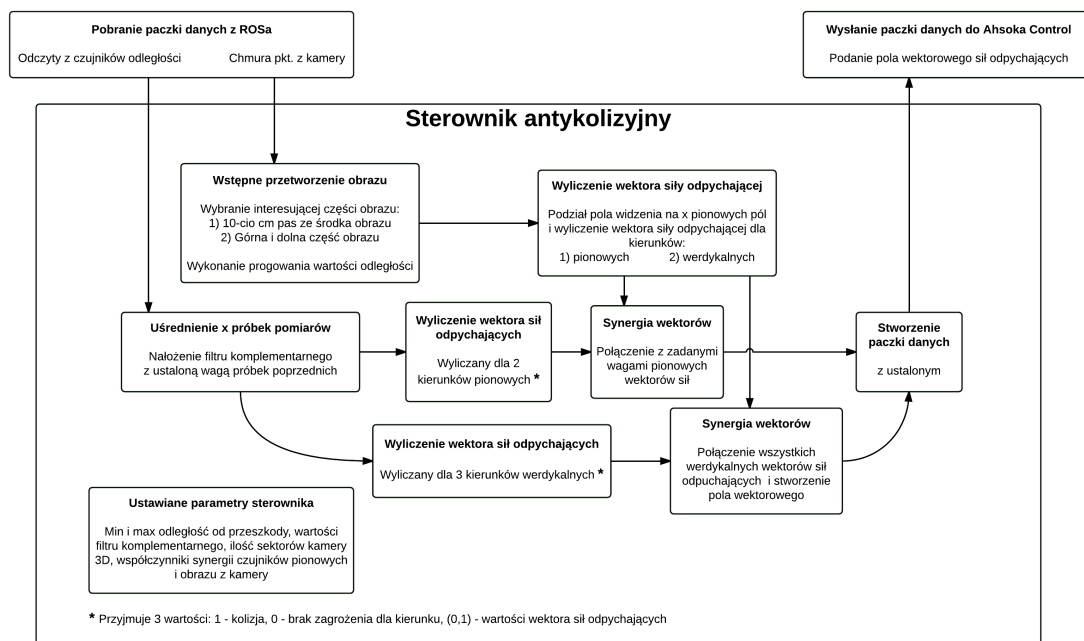 Pobranie paczki danych z ROSa
Odczyty z czujników odległości
Chmura pkt. z kamery
Wysłanie paczki danych do Ahsoka Control
Podanie pola wektorowego sił odpychających
Sterownik antykolizyjny
Wstępne przetworzenie obrazu
Wybranie interesującej części obrazu:
1) 10-cio cm pas ze środka obrazu
2) Górna i dolna część obrazu
Wykonanie progowania wartości odległości
Wyliczenie wektora siły odpychającej
Podział pola widzenia na x pionowych pól
i wyliczenie wektora siły odpychającej dla
kierunków:
1) pionowych
2) werdykalnych
Uśrednienie x próbek pomiarów
Nałożenie filtru komplementarnego
z ustaloną wagą próbek poprzednich
Wyliczenie wektora sił
odpychających
Wyliczany dla 2
kierunków pionowych *
Synergia wektorów
Połączenie z zadanymi
wagami pionowych
wektorów sił
Stworzenie
paczki danych
z ustalonym
Wyliczenie wektora sił odpychających
Wyliczany dla 3 kierunków werdykalnych *
Synergia wektorów
Połączenie wszystkich
werdykalnych wektorów sił
odpuchających i stworzenie
pola wektorowego
Ustawiane parametry sterownika
Min i max odległość od przeszkody, wartości
filtru komplementarnego, ilość sektorów kamery
3D, współczynniki synergii czujników pionowych
i obrazu z kamery
* Przyjmuje 3 wartości: 1 - kolizja, 0 - brak zagrożenia dla kierunku, (0,1) - wartości wektora sił odpychających